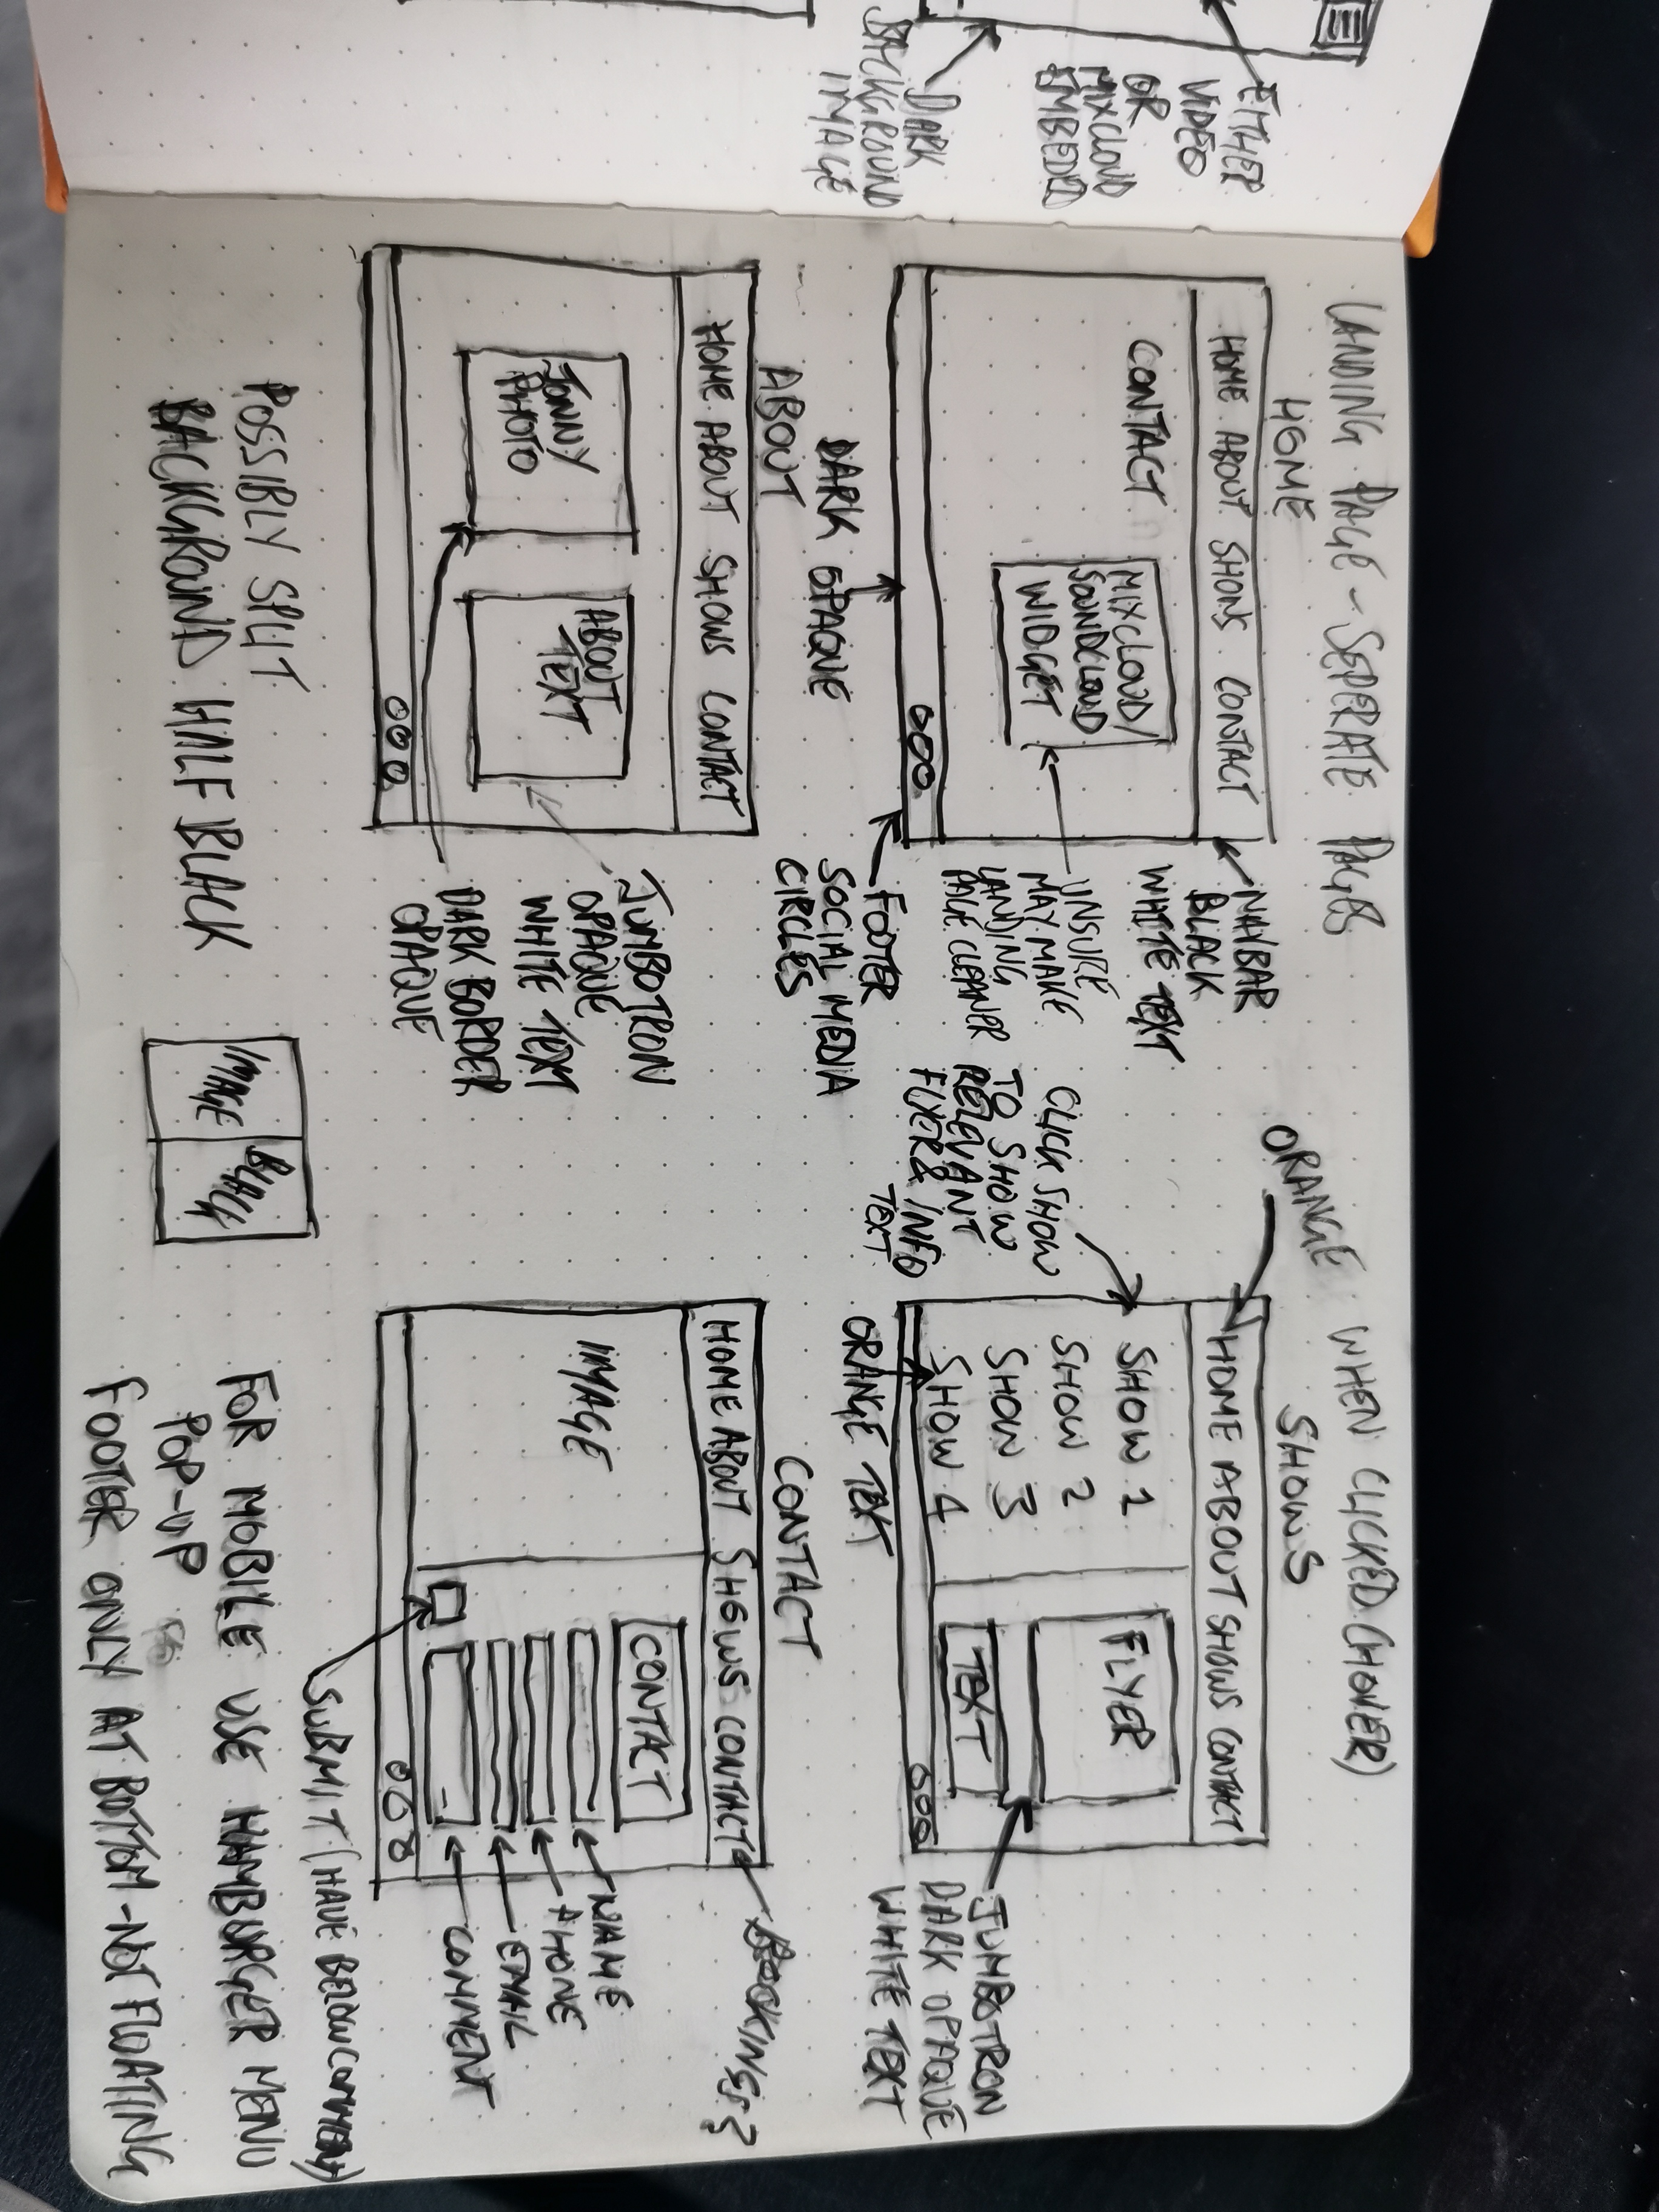 EITHER
VIDEO
OR
MIXCLOUD
EMBEDED
DARK
BACKGROUND
IMAGE
LANDING PAGE - SEPERATE PAGES
HOME
HOME ABOUT SHOWS CONTACT
CONTACT
MIXCLOUD/
SOUNDCLOUD
WIDGET
NAVBAR
BLACK
WHITE TEXT
UNSURE
MAY MAKE
LANDING
PAGE CLEANER
DARK OPAQUE
FOOTER
SOCIAL MEDIA
CIRCLES
ORANGE WHEN CLICKED (HOVER)
SHOWS
HOME ABOUT SHOWS CONTACT
SHOW 1
SHOW 2
SHOW 3
SHOW 4
FLYER
TEXT
CLICK SHOW
TO SHOW
RELEVANT
FLYER & INFO
TEXT
ORANGE TEXT
JUMBOTRON
DARK OPAQUE
WHITE TEXT
ABOUT
HOME ABOUT SHOWS CONTACT
JONNY
PHOTO
ABOUT
TEXT
JUMBOTRON
OPAQUE
WHITE TEXT
DARK BORDER
OPAQUE
CONTACT
HOME ABOUT SHOWS CONTACT
BOOKINGS?
IMAGE
CONTACT
NAME
PHONE
EMAIL
COMMENT
SUBMIT (HAVE BELOW COMMENT)
POSSIBLY SPLIT
BACKGROUND HALF BLACK
IMAGE
BLACK
FOR MOBILE USE HAMBURGER MENU
POP-UP
FOOTER ONLY AT BOTTOM - NOT FLOATING